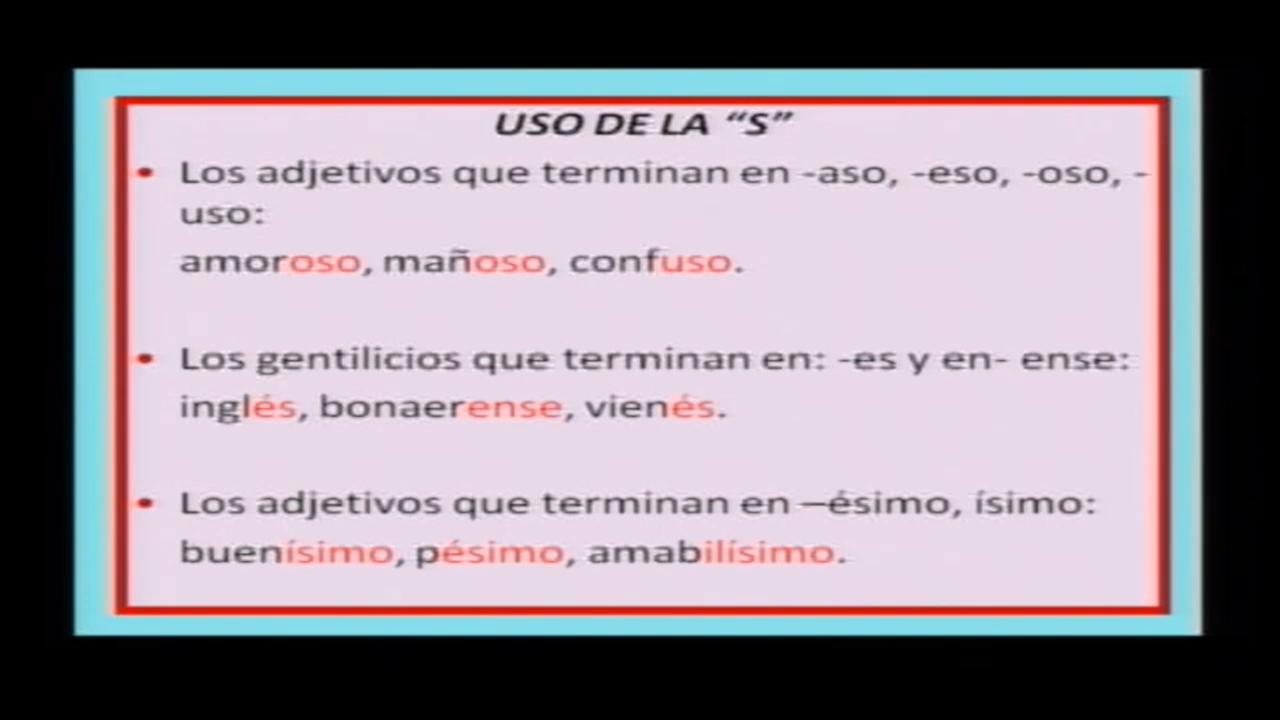 USO DE LA “S”
• Los adjetivos que terminan en -aso, -eso, -oso, -
uso:
amoroso, mañoso, confuso.
• Los gentilicios que terminan en: -es y en- ense:
inglés, bonaerense, vienés.
• Los adjetivos que terminan en –ésimo, ísimo:
buenísimo, pésimo, amabilísimo.